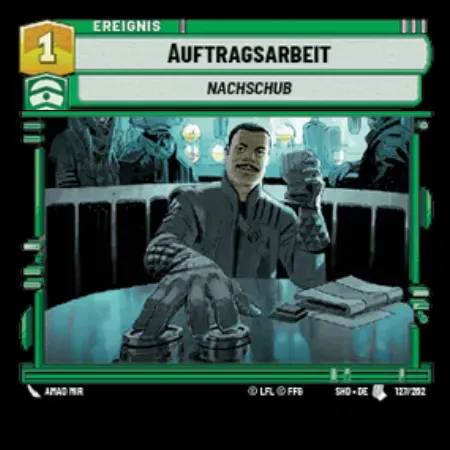 EREIGNIS
1
AUFTRAGSARBEIT
NACHSCHUB
AMAD MIR
© LFL © FFG
SHD • DE
127/262